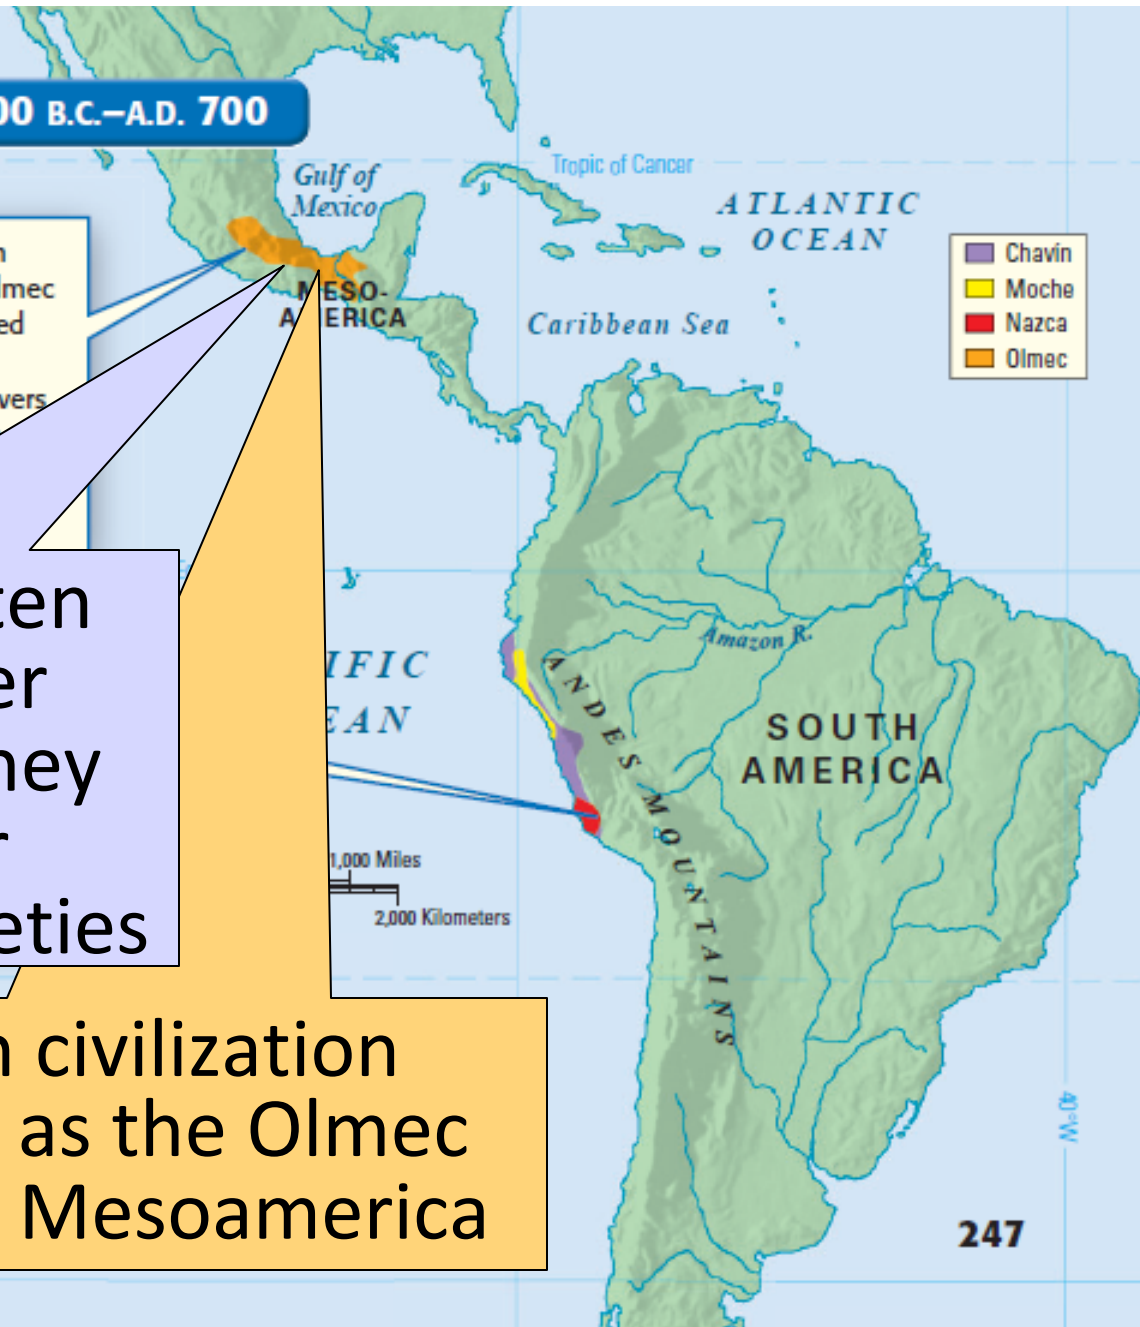 00 B.C.–A.D. 700
Gulf of
Mexico
Tropic of Cancer
ATLANTIC
OCEAN
Chavín
Moche
Nazca
Olmec
lmec
ed
vers
MESO-
AMERICA
Caribbean Sea
ten
er
ney
eties
IFIC
EAN
Amazon R.
ANDES MOUNTAINS
SOUTH
AMERICA
1,000 Miles
2,000 Kilometers
n civilization
as the Olmec
Mesoamerica
40°W
247